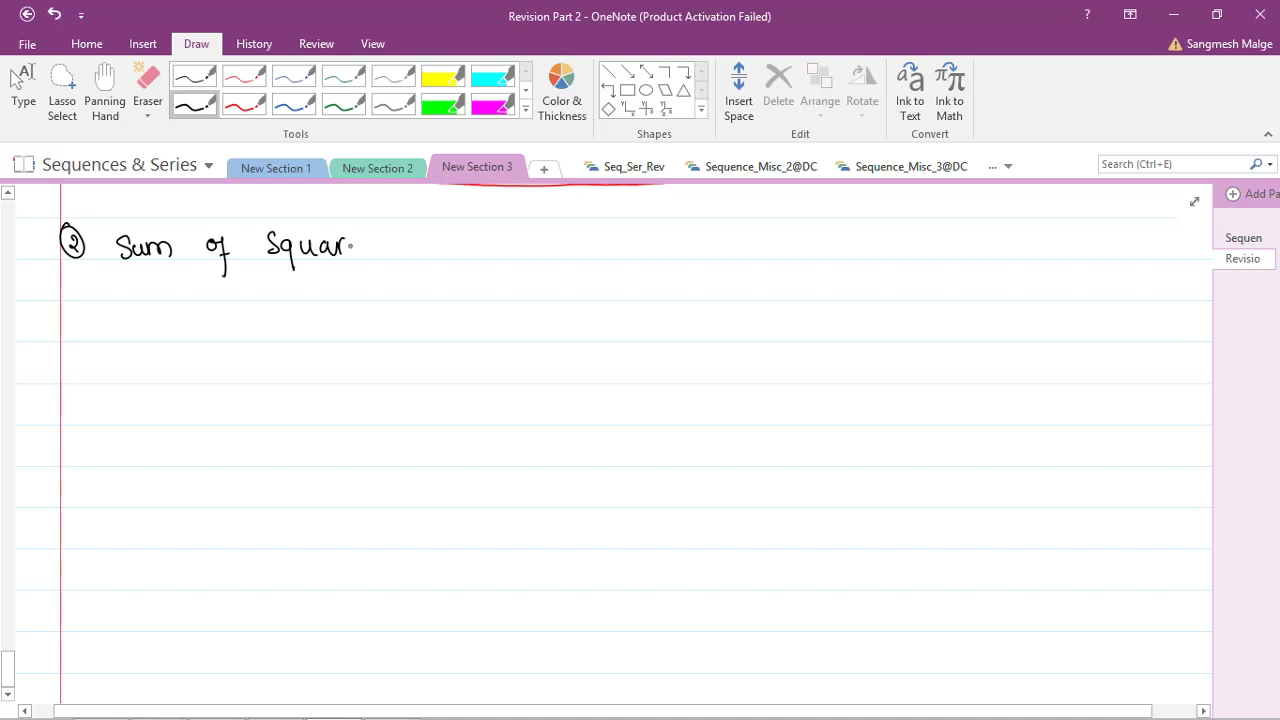 Revision Part 2 - OneNote (Product Activation Failed)
?
File Home Insert Draw History Review View
Sangmesh Malge
Type
Lasso Select
Panning Hand
Eraser
Color & Thickness
Insert Space
Delete
Arrange
Rotate
Ink to Text
Ink to Math
Tools
Shapes
Edit
Convert
Sequences & Series
New Section 1
New Section 2
New Section 3
Seq_Ser_Rev
Sequence_Misc_2@DC
Sequence_Misc_3@DC
...
Search (Ctrl+E)
Add Pa
Sequen
Revisio
② Sum of Squar